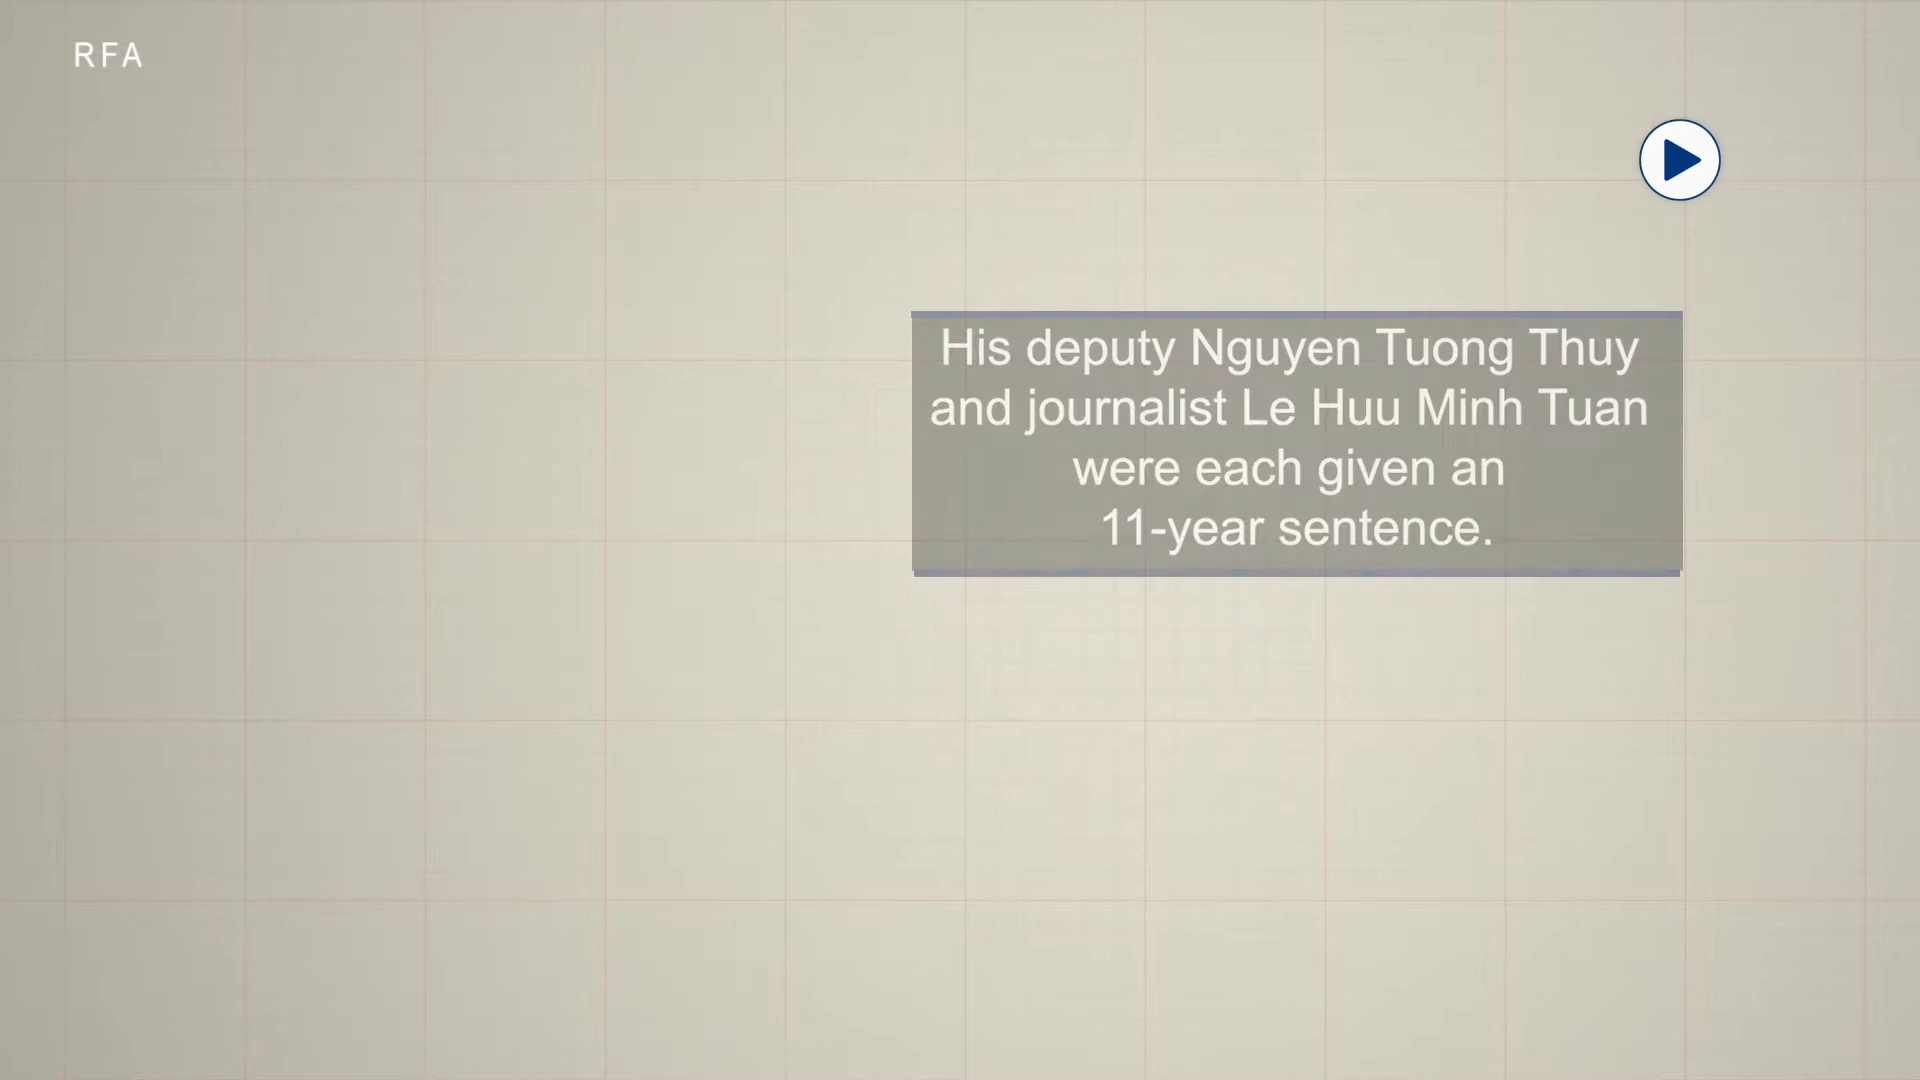 RFA
His deputy Nguyen Tuong Thuy
and journalist Le Huu Minh Tuan
were each given an
11-year sentence.